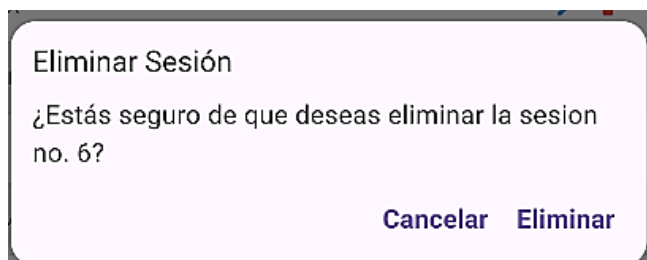 Eliminar Sesión
¿Estás seguro de que deseas eliminar la sesion
no. 6?
Cancelar Eliminar